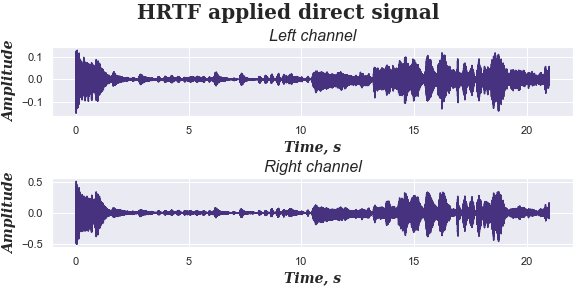 HRTF applied direct signal
Left channel
Amplitude
0.1
0.0
−0.1
0 5 10 15 20
Time, s
Right channel
Amplitude
0.5
0.0
−0.5
0 5 10 15 20
Time, s